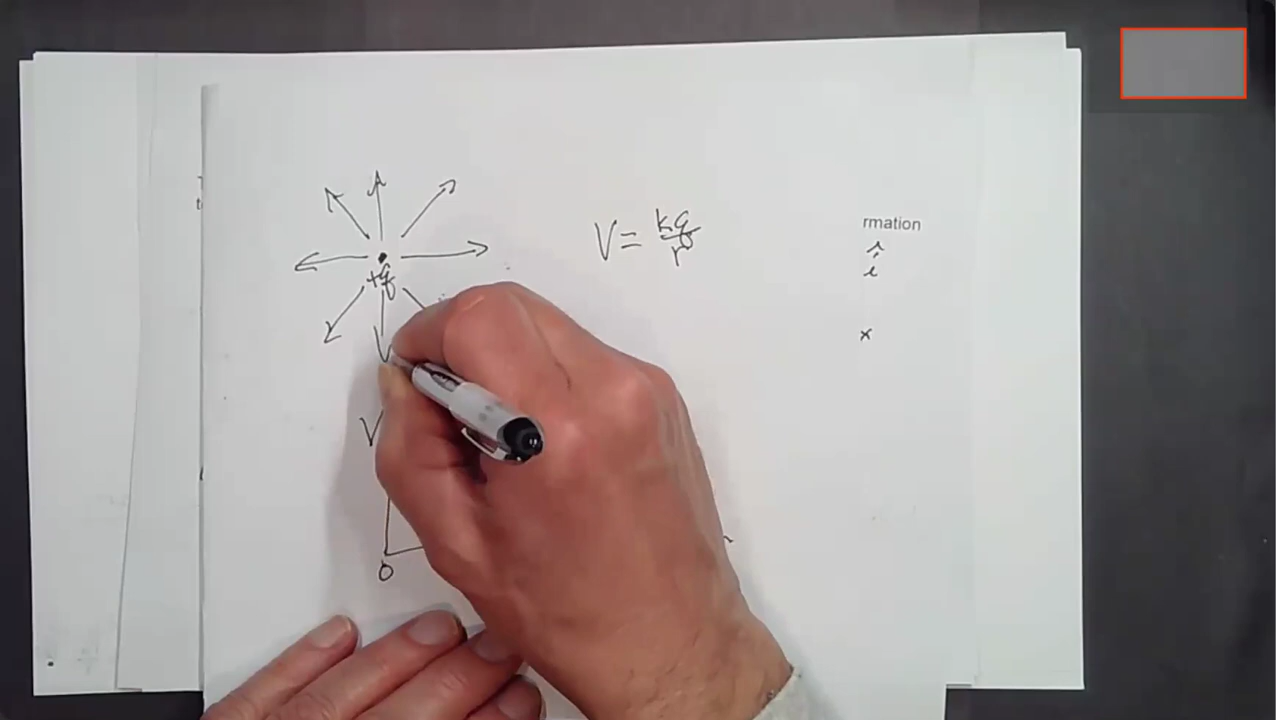 V = kq/r
rmation
î
i
+q
x
V
0